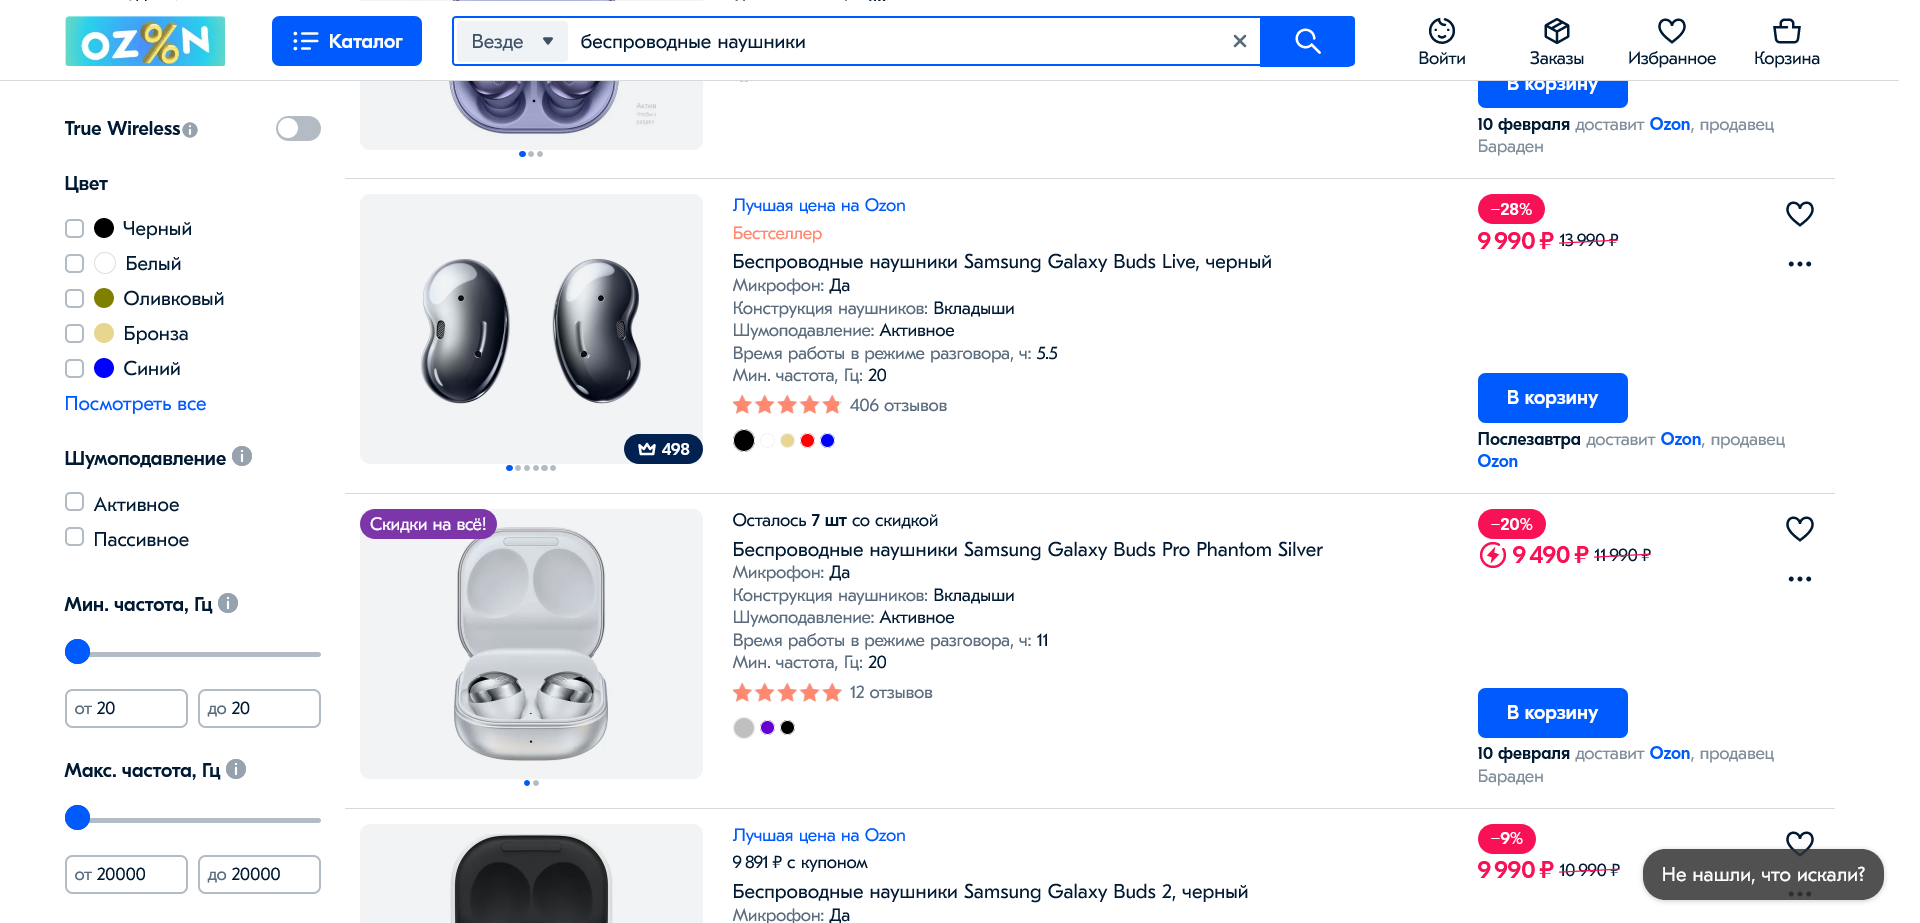 OZ%N
Каталог
Везде
беспроводные наушники
Войти
Заказы
Избранное
Корзина
True Wireless
Цвет
Черный
Белый
Оливковый
Бронза
Синий
Посмотреть все
Шумоподавление
Активное
Пассивное
Мин. частота, Гц
от 20
до 20
Макс. частота, Гц
от 20000
до 20000
В корзину
10 февраля доставит Ozon, продавец
Бараден
498
Лучшая цена на Ozon
Бестселлер
Беспроводные наушники Samsung Galaxy Buds Live, черный
Микрофон: Да
Конструкция наушников: Вкладыши
Шумоподавление: Активное
Время работы в режиме разговора, ч: 5.5
Мин. частота, Гц: 20
406 отзывов
−28%
9 990 ₽ 13 990 ₽
В корзину
Послезавтра доставит Ozon, продавец
Ozon
Скидки на всё!
Осталось 7 шт со скидкой
Беспроводные наушники Samsung Galaxy Buds Pro Phantom Silver
Микрофон: Да
Конструкция наушников: Вкладыши
Шумоподавление: Активное
Время работы в режиме разговора, ч: 11
Мин. частота, Гц: 20
12 отзывов
−20%
9 490 ₽ 11 990 ₽
В корзину
10 февраля доставит Ozon, продавец
Бараден
Лучшая цена на Ozon
9 891 ₽ с купоном
Беспроводные наушники Samsung Galaxy Buds 2, черный
Микрофон: Да
−9%
9 990 ₽ 10 990 ₽
Не нашли, что искали?